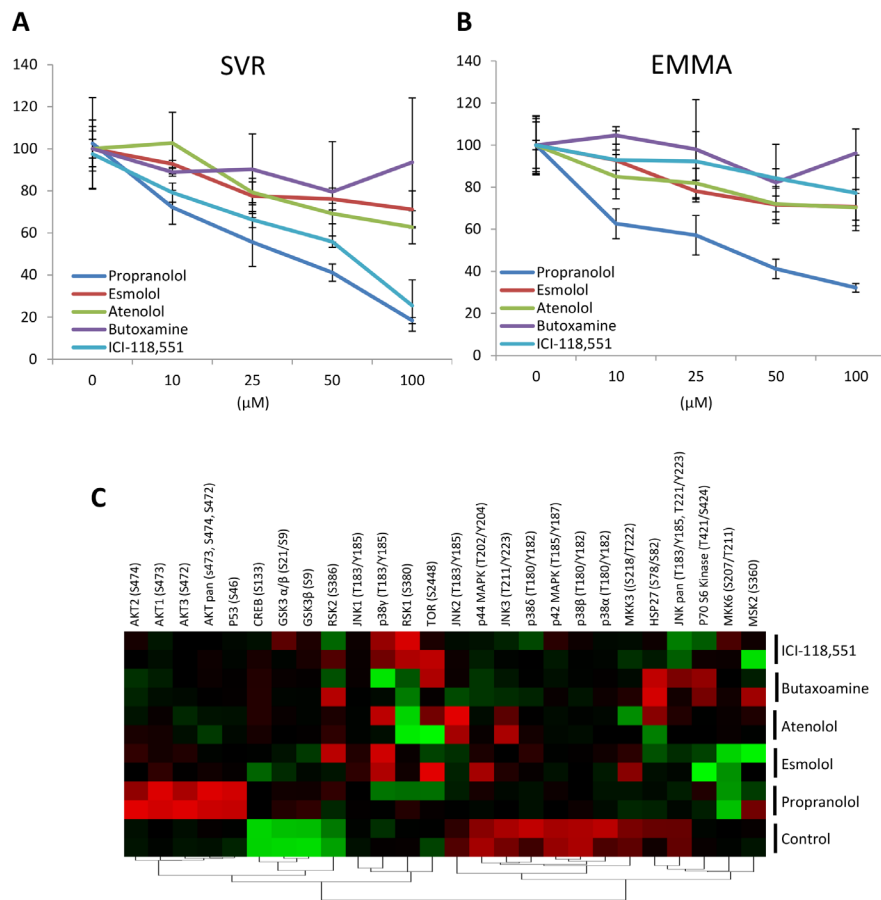 A
SVR
140
120
100
80
60
40
20
0
Propranolol
Esmolol
Atenolol
Butoxamine
ICI-118,551
0 10 25 50 100
(µM)
B
EMMA
140
120
100
80
60
40
20
0
Propranolol
Esmolol
Atenolol
Butoxamine
ICI-118,551
0 10 25 50 100
(µM)
C
AKT2 (S474)
AKT1 (S473)
AKT3 (S472)
AKT pan (s473, S474, S472)
P53 (S46)
CREB (S133)
GSK3 α/β (S21/S9)
GSK3β (S9)
RSK2 (S386)
JNK1 (T183/Y185)
p38γ (T183/Y185)
RSK1 (S380)
TOR (S2448)
JNK2 (T183/Y185)
p44 MAPK (T202/Y204)
JNK3 (T211/Y223)
p38δ (T180/Y182)
p42 MAPK (T185/Y187)
p38β (T180/Y182)
p38α (T180/Y182)
MKK3 ((S218/T222)
HSP27 (S78/S82)
JNK pan (T183/Y185, T221/Y223)
P70 S6 Kinase (T421/S424)
MKK6 (S207/T211)
MSK2 (S360)
ICI-118,551
Butaxoamine
Atenolol
Esmolol
Propranolol
Control